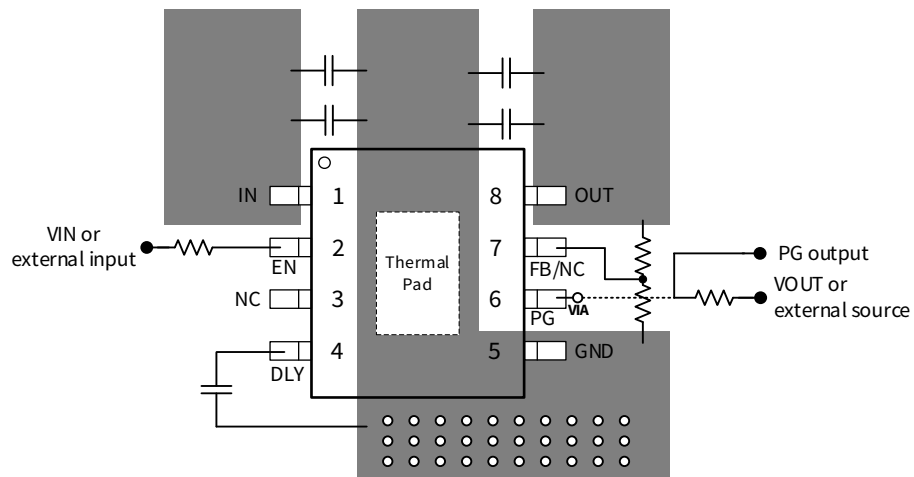 IN
1
8
OUT
VIN or
external input
2
EN
Thermal
Pad
7
FB/NC
PG output
NC
3
6
PG
VIA
VOUT or
external source
4
DLY
5
GND